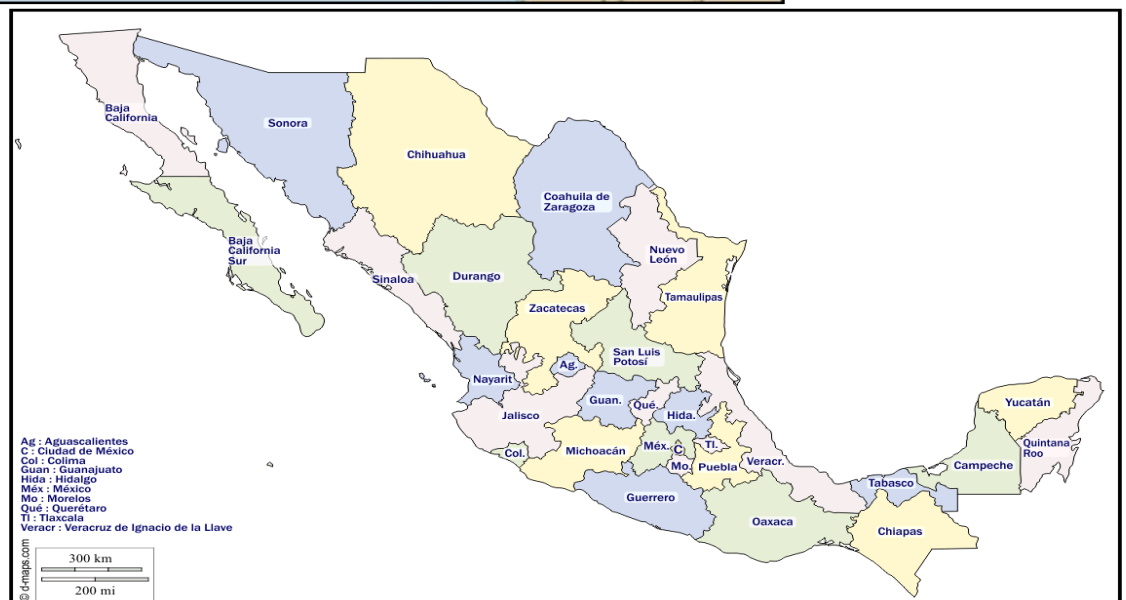 Baja
California
Sonora
Chihuahua
Coahuila de
Zaragoza
Baja
California
Sur
Sinaloa
Durango
Nuevo
León
Tamaulipas
Zacatecas
San Luis
Potosí
Nayarit
Ag.
Guan.
Qué.
Hida.
Jalisco
Col.
Michoacán
Méx.
C
Tl.
Mo.
Puebla
Veracr.
Guerrero
Oaxaca
Tabasco
Chiapas
Campeche
Yucatán
Quintana
Roo
Ag : Aguascalientes
C : Ciudad de México
Col : Colima
Guan : Guanajuato
Hida : Hidalgo
Méx : México
Mo : Morelos
Qué : Querétaro
Tl : Tlaxcala
Veracr : Veracruz de Ignacio de la Llave
© d-maps.com
300 km
200 mi